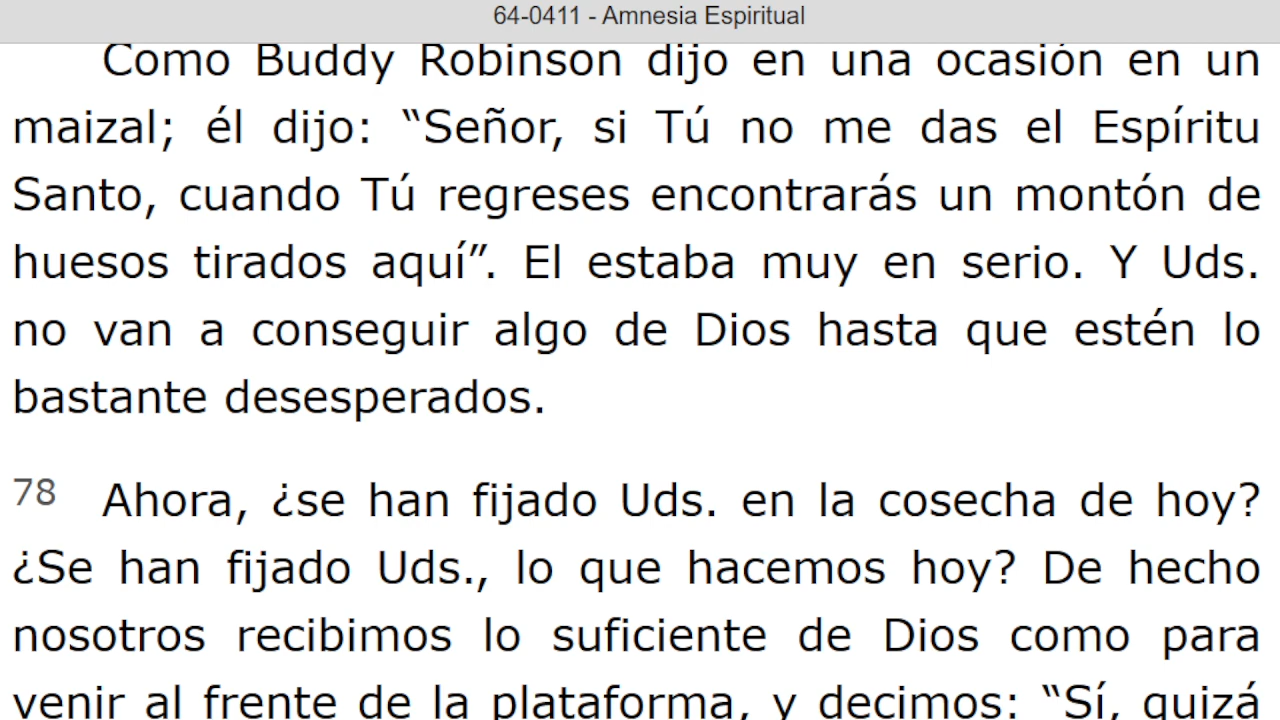 64-0411 - Amnesia Espiritual
Como Buddy Robinson dijo en una ocasión en un
maizal; él dijo: “Señor, si Tú no me das el Espíritu
Santo, cuando Tú regreses encontrarás un montón de
huesos tirados aquí”. El estaba muy en serio. Y Uds.
no van a conseguir algo de Dios hasta que estén lo
bastante desesperados.
78 Ahora, ¿se han fijado Uds. en la cosecha de hoy?
¿Se han fijado Uds., lo que hacemos hoy? De hecho
nosotros recibimos lo suficiente de Dios como para
venir al frente de la plataforma, y decimos: “Sí, quizá